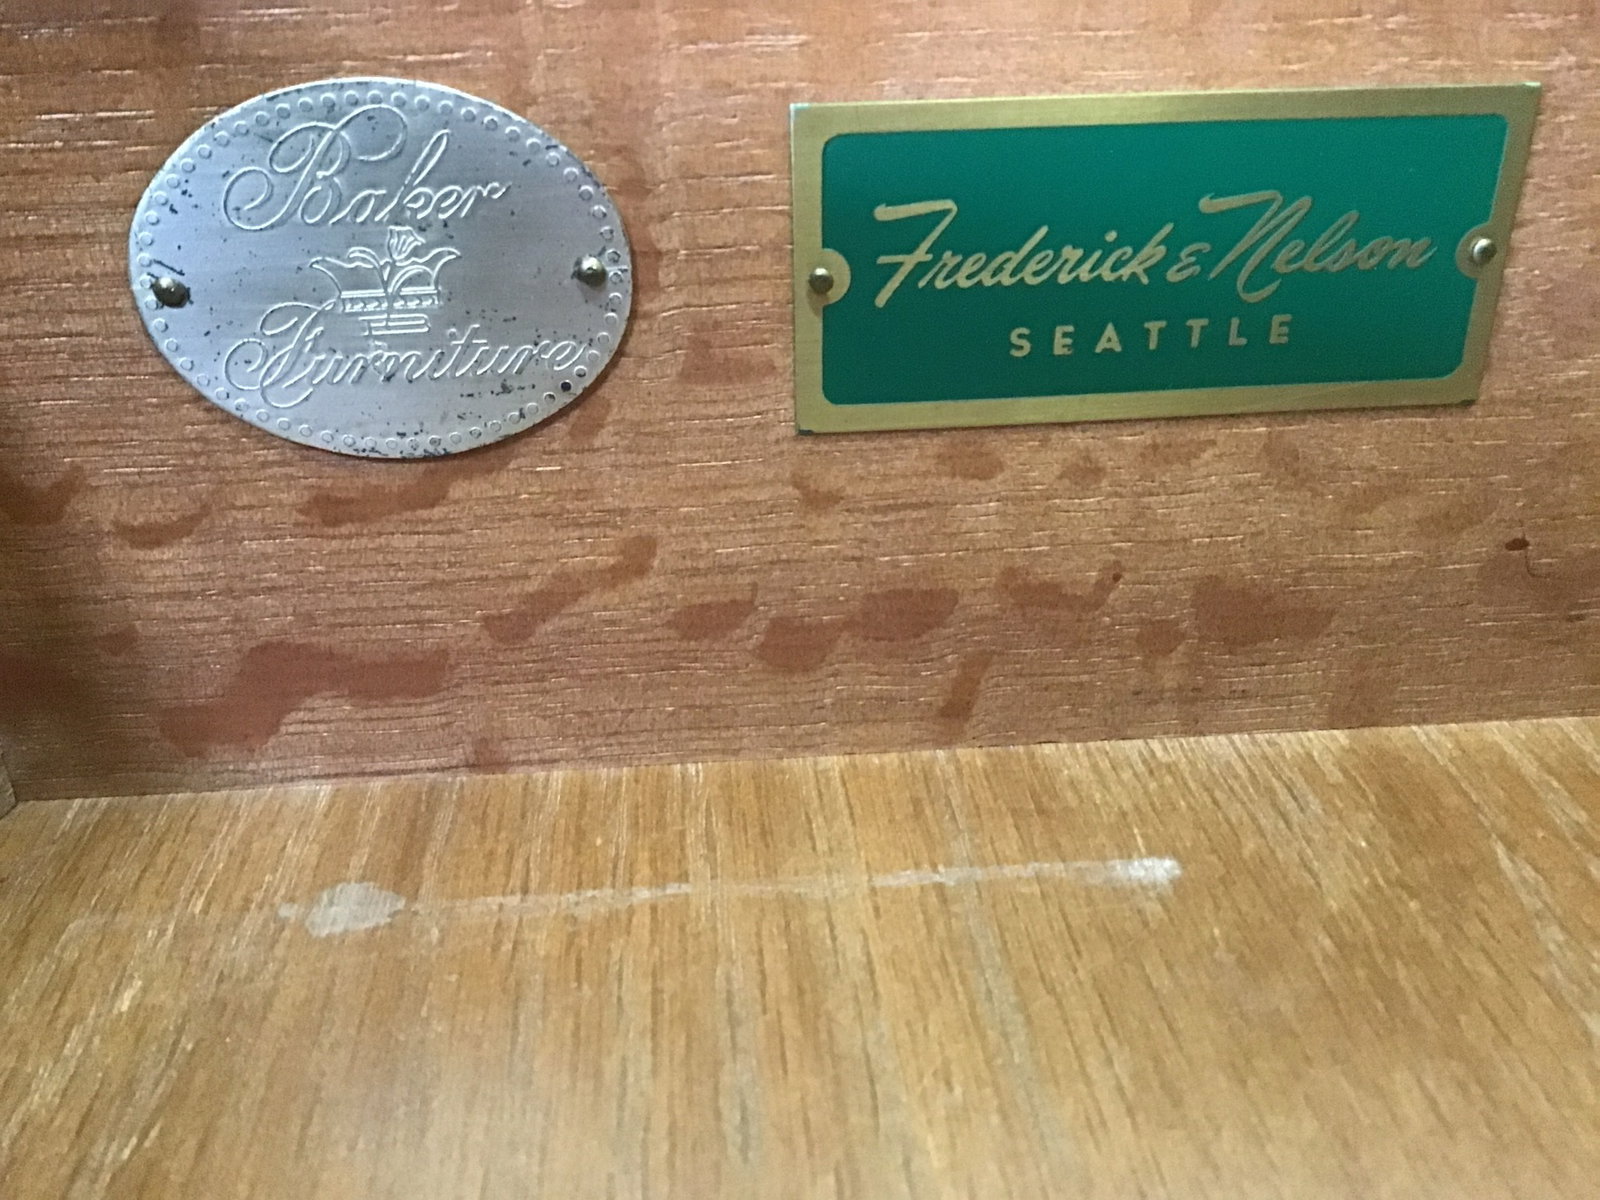 Baker
Furniture
Frederick & Nelson
SEATTLE